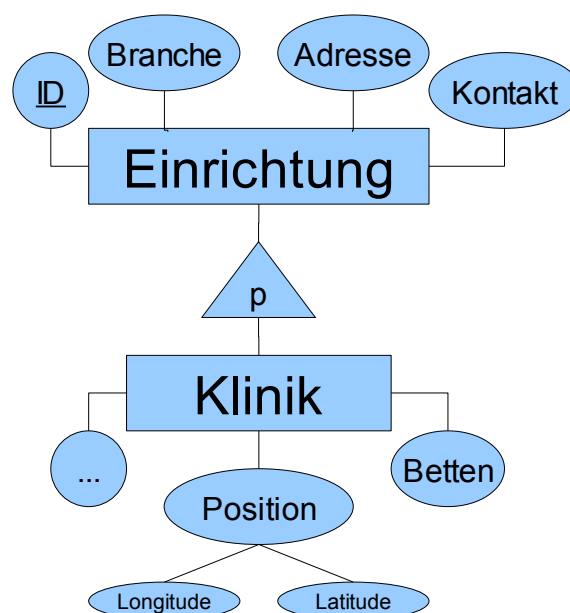 Branche
Adresse
ID
Kontakt
Einrichtung
p
Klinik
...
Betten
Position
Longitude
Latitude